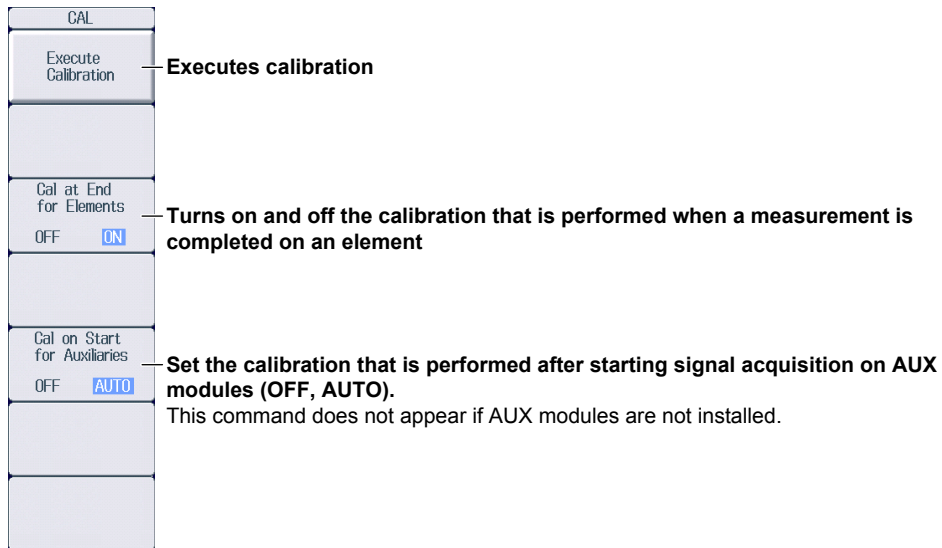 CAL
Execute
Calibration
Executes calibration
Cal at End
for Elements
OFF ON
Turns on and off the calibration that is performed when a measurement is
completed on an element
Cal on Start
for Auxiliaries
OFF AUTO
Set the calibration that is performed after starting signal acquisition on AUX
modules (OFF, AUTO).
This command does not appear if AUX modules are not installed.